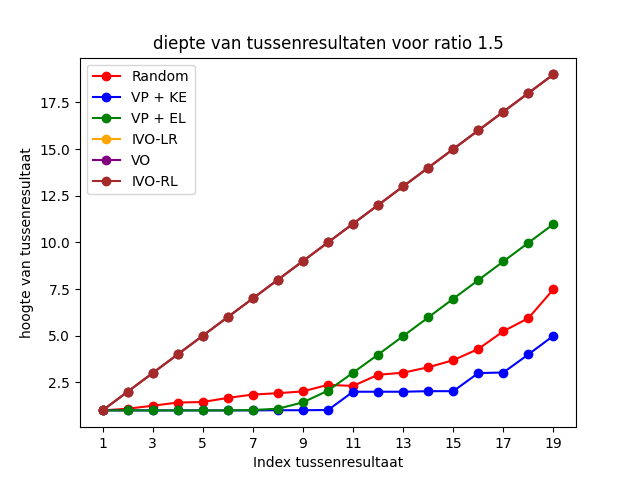 diepte van tussenresultaten voor ratio 1.5
Random
VP + KE
VP + EL
IVO-LR
VO
IVO-RL
hoogte van tussenresultaat
17.5
15.0
12.5
10.0
7.5
5.0
2.5
1 3 5 7 9 11 13 15 17 19
Index tussenresultaat